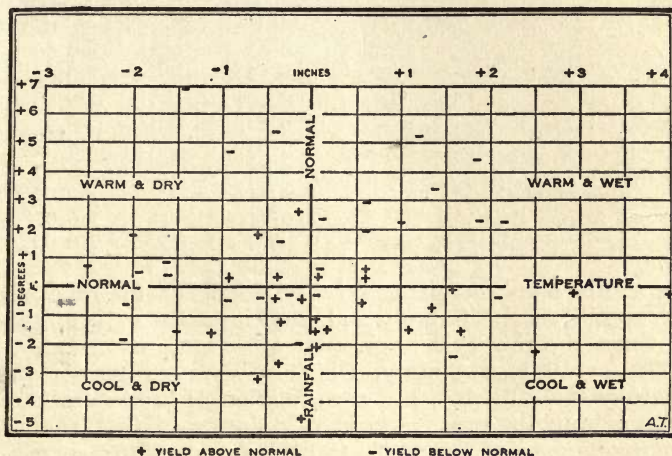 -3 -2 -1 INCHES +1 +2 +3 +4
+7
+6
+5
+4
+3
+2
+1
-1
-2
-3
-4
-5
DEGREES
NORMAL
WARM & DRY
WARM & WET
NORMAL
TEMPERATURE
RAINFALL
COOL & DRY
COOL & WET
A.T.
+ YIELD ABOVE NORMAL - YIELD BELOW NORMAL